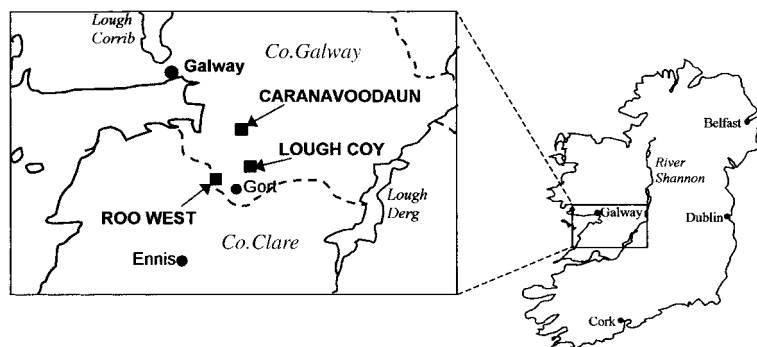 Lough
Corrib
Co.Galway
Galway
CARANAVOODAUN
LOUGH COY
Gort
ROO WEST
Lough
Derg
Co.Clare
Ennis
Belfast
River
Shannon
Galway
Dublin
Cork